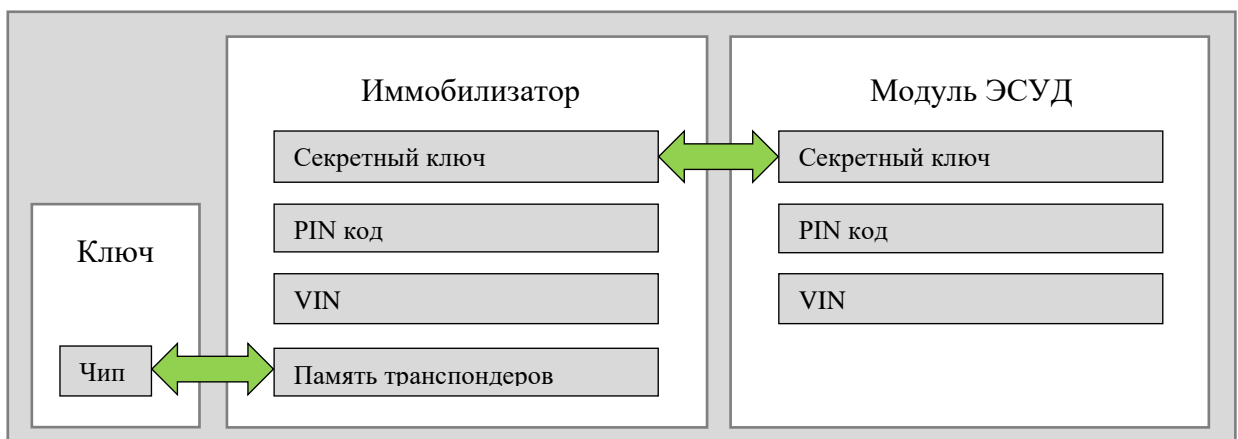 Иммобилизатор
Секретный ключ
PIN код
VIN
Память транспондеров
Модуль ЭСУД
Секретный ключ
PIN код
VIN
Ключ
Чип